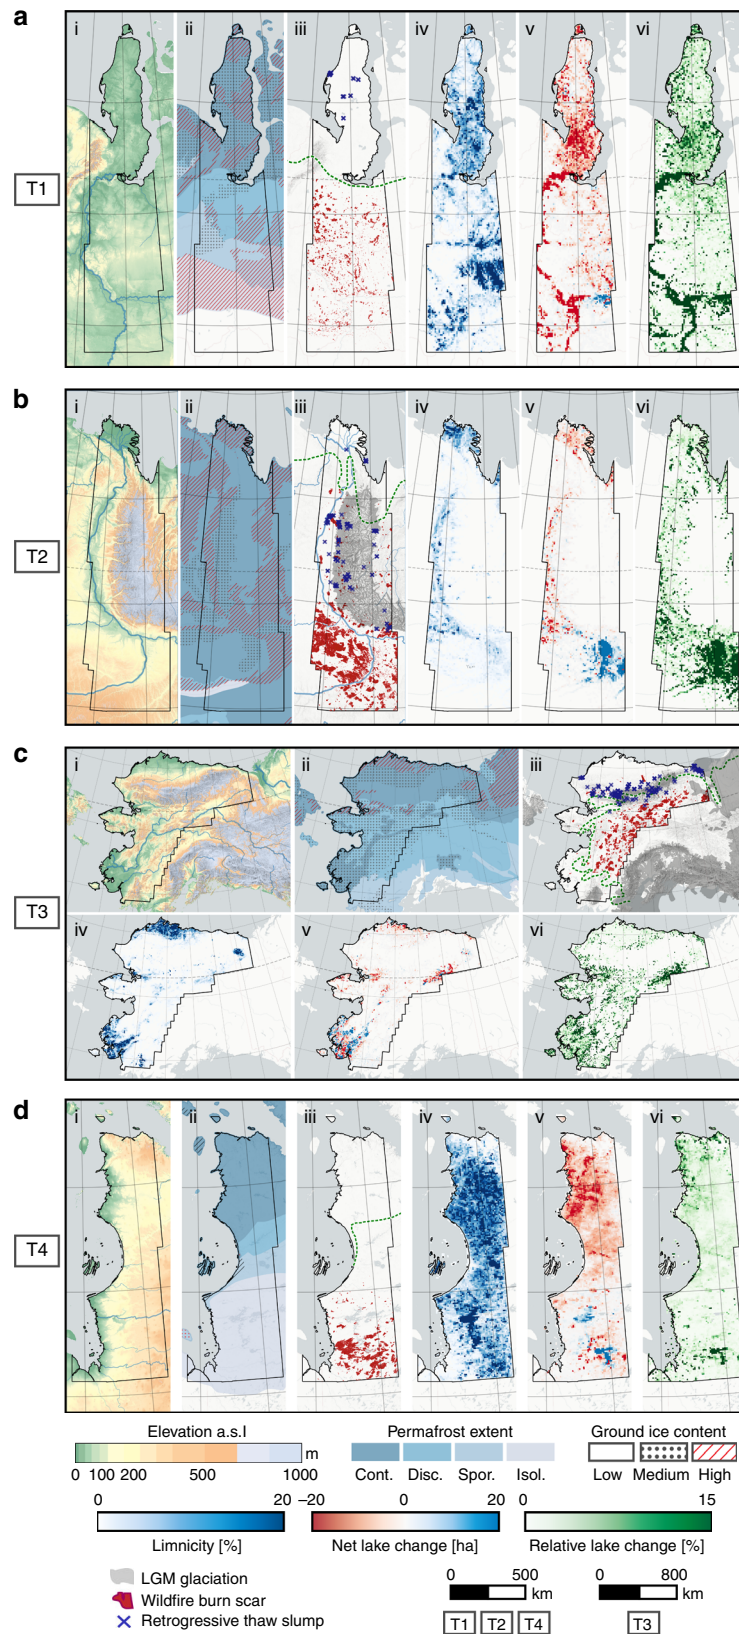 a
i ii iii iv v vi
T1
b
i ii iii iv v vi
T2
c
i ii iii
T3
iv v vi
d
i ii iii iv v vi
T4
Elevation a.s.l Permafrost extent Ground ice content
m
0 100 200 500 1000 Cont. Disc. Spor. Isol. Low Medium High
0 20 −20 0 20 0 15
Limnicity [%] Net lake change [ha] Relative lake change [%]
LGM glaciation 0 500 0 800
km km
Wildfire burn scar
Retrogressive thaw slump T1 T2 T4 T3